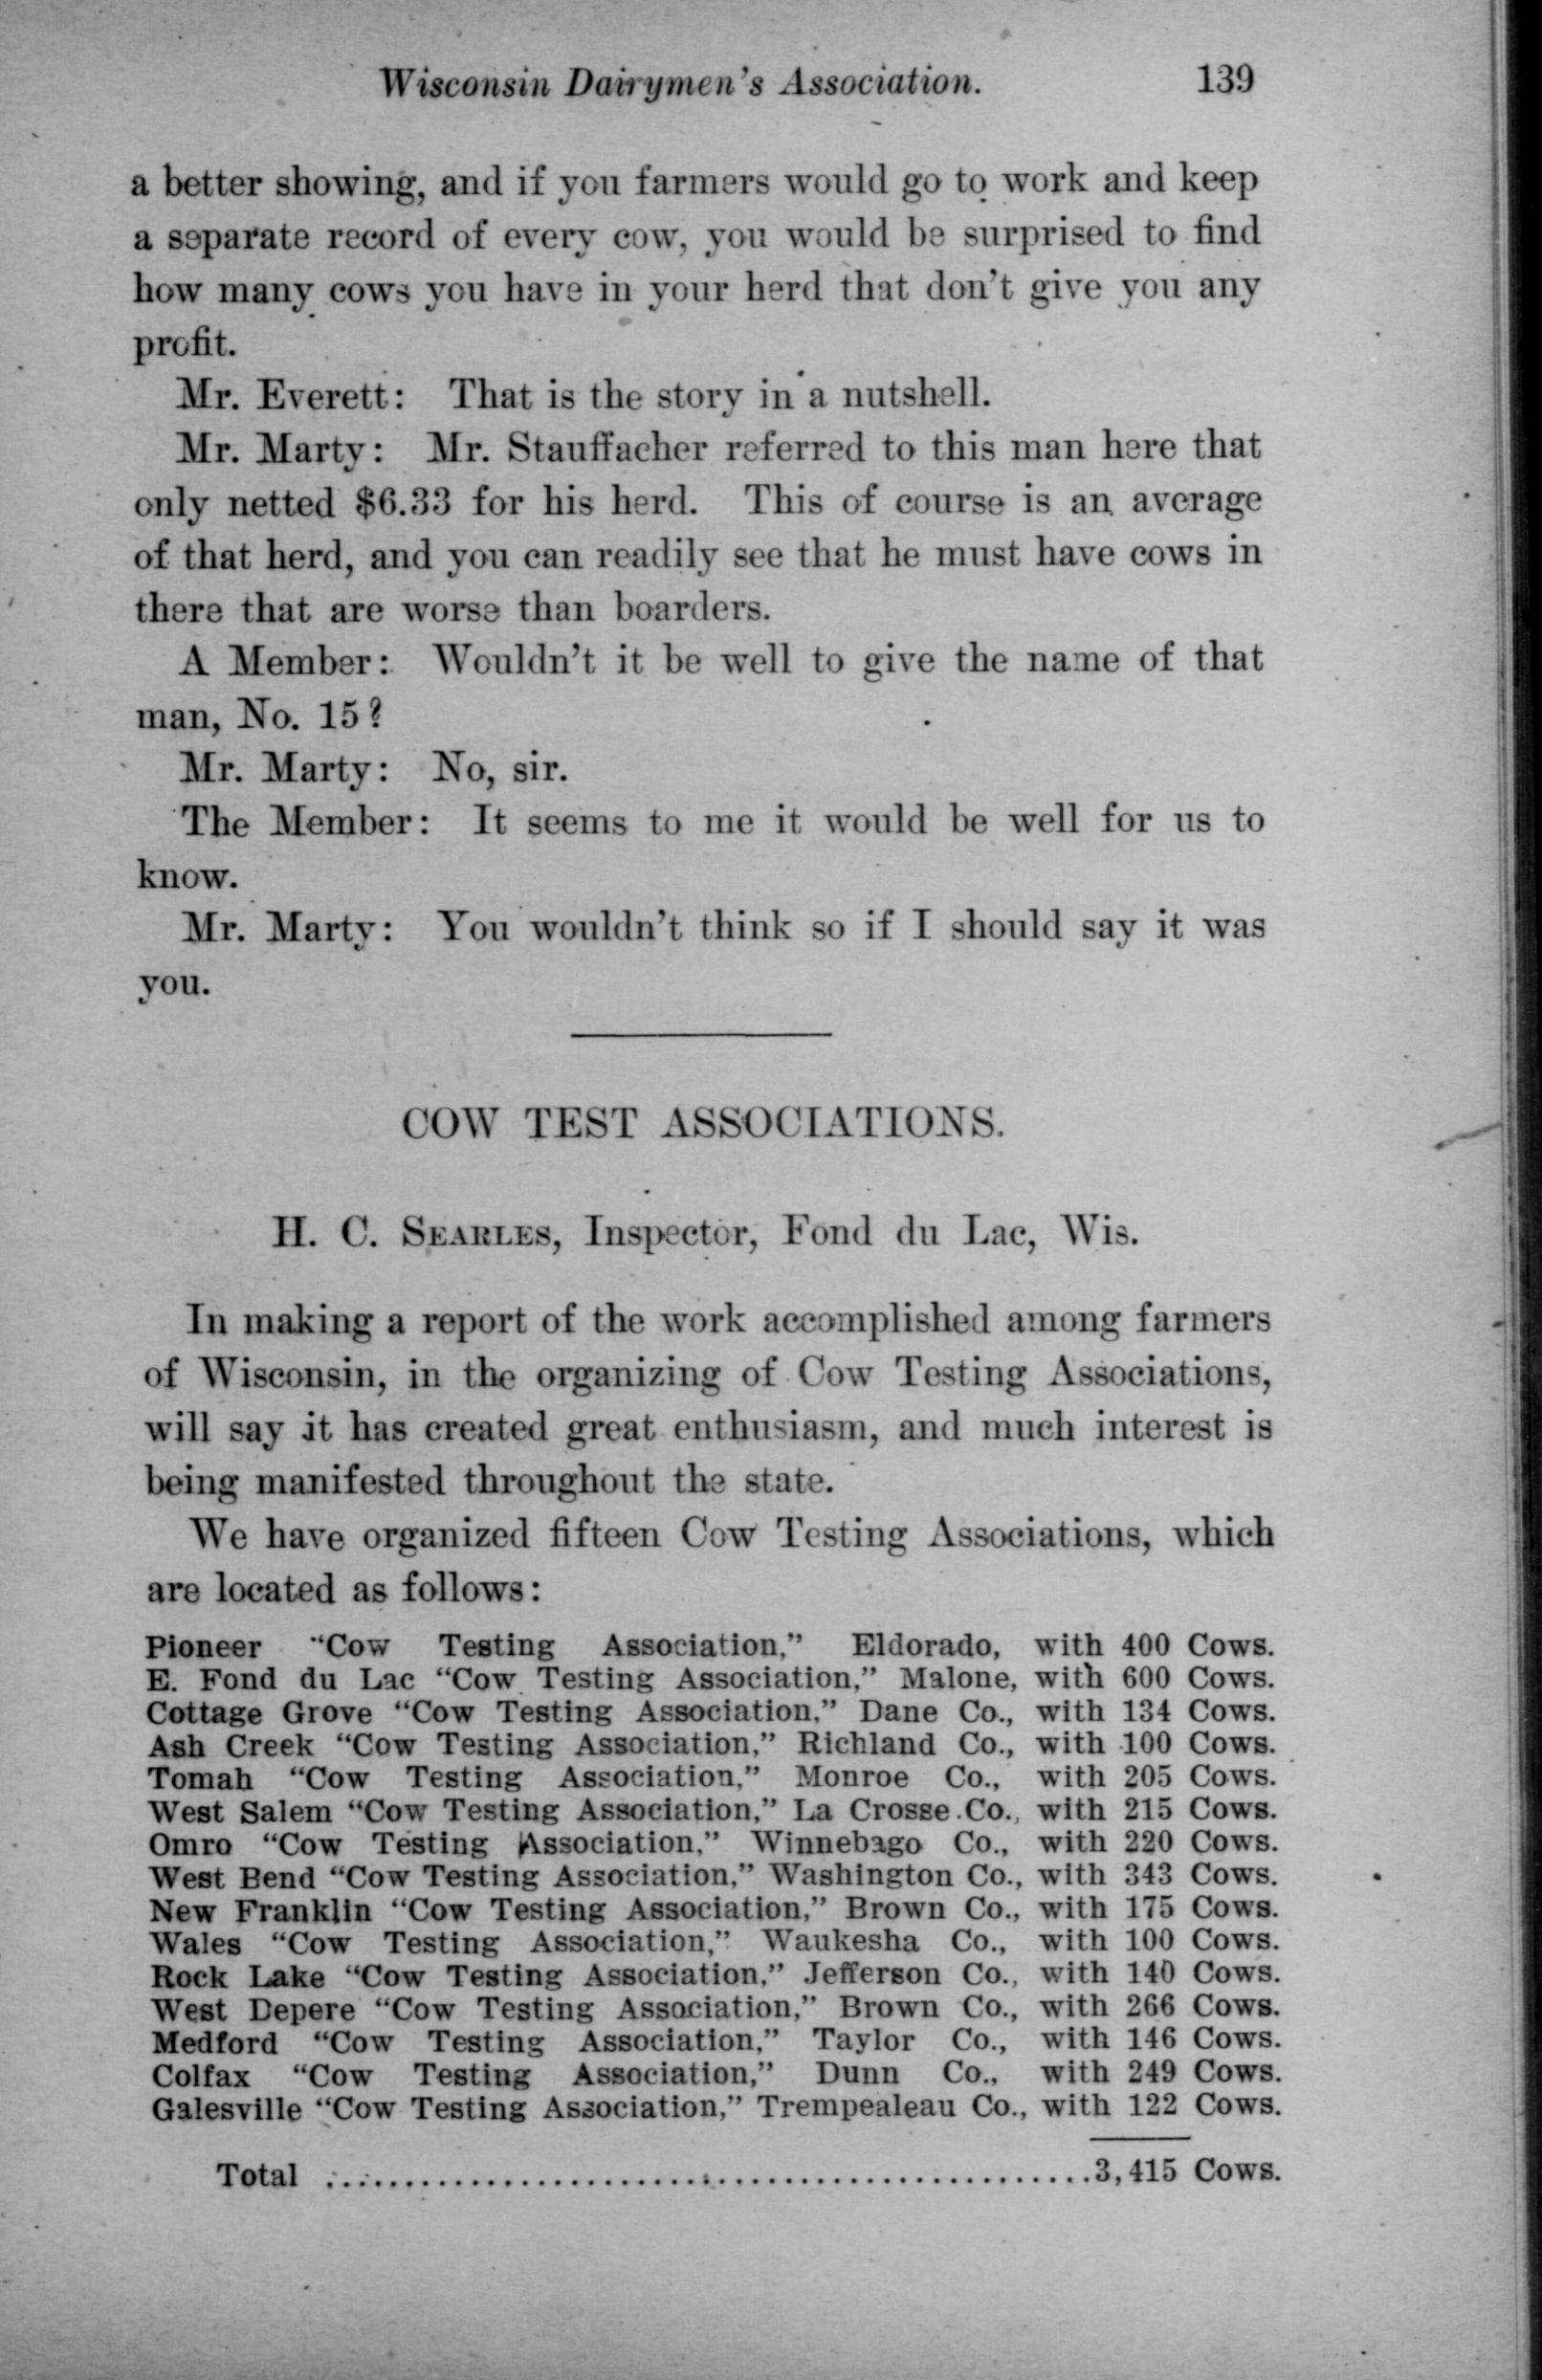 Wisconsin Dairymen's Association. 139
a better showing, and if you farmers would go to work and keep
a separate record of every cow, you would be surprised to find
how many cows you have in your herd that don't give you any
profit.
Mr. Everett: That is the story in a nutshell.
Mr. Marty: Mr. Stauffacher referred to this man here that
only netted $6.33 for his herd. This of course is an average
of that herd, and you can readily see that he must have cows in
there that are worse than boarders.
A Member: Wouldn't it be well to give the name of that
man, No. 15?
Mr. Marty: No, sir.
The Member: It seems to me it would be well for us to
know.
Mr. Marty: You wouldn't think so if I should say it was
you.
COW TEST ASSOCIATIONS.
H. C. SEARLES, Inspector, Fond du Lac, Wis.
In making a report of the work accomplished among farmers
of Wisconsin, in the organizing of Cow Testing Associations,
will say it has created great enthusiasm, and much interest is
being manifested throughout the state.
We have organized fifteen Cow Testing Associations, which
are located as follows:
Pioneer "Cow Testing Association," Eldorado, with 400 Cows.
E. Fond du Lac "Cow Testing Association," Malone, with 600 Cows.
Cottage Grove "Cow Testing Association," Dane Co., with 134 Cows.
Ash Creek "Cow Testing Association," Richland Co., with 100 Cows.
Tomah "Cow Testing Association," Monroe Co., with 205 Cows.
West Salem "Cow Testing Association," La Crosse Co., with 215 Cows.
Omro "Cow Testing Association," Winnebago Co., with 220 Cows.
West Bend "Cow Testing Association," Washington Co., with 343 Cows.
New Franklin "Cow Testing Association," Brown Co., with 175 Cows.
Wales "Cow Testing Association," Waukesha Co., with 100 Cows.
Rock Lake "Cow Testing Association," Jefferson Co., with 140 Cows.
West Depere "Cow Testing Association," Brown Co., with 266 Cows.
Medford "Cow Testing Association," Taylor Co., with 146 Cows.
Colfax "Cow Testing Association," Dunn Co., with 249 Cows.
Galesville "Cow Testing Association," Trempealeau Co., with 122 Cows.
Total ............................................................3,415 Cows.